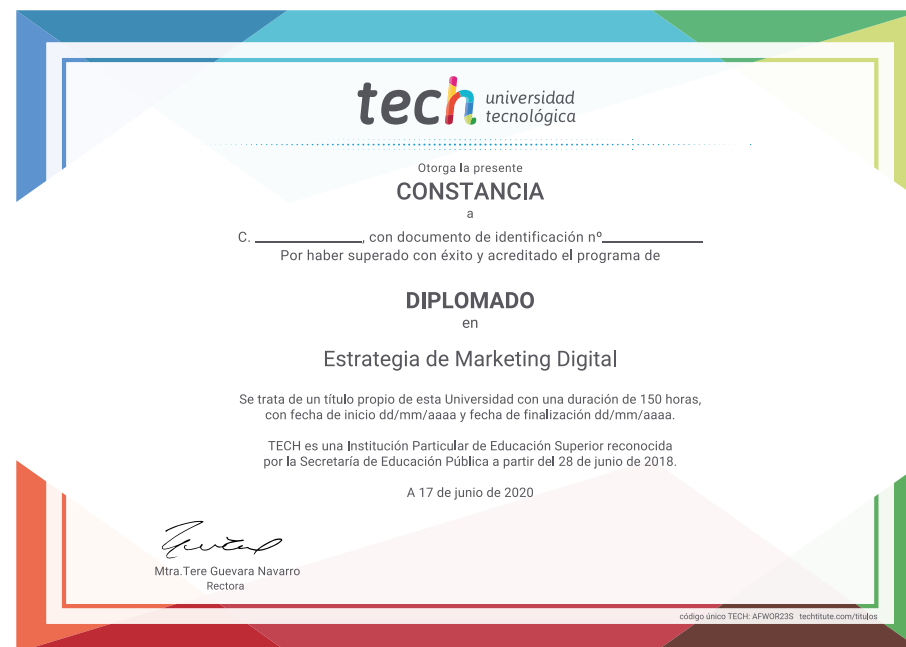 tech universidad
tecnológica
Otorga la presente
CONSTANCIA
a
C. ______________, con documento de identificación nº_____________
Por haber superado con éxito y acreditado el programa de
DIPLOMADO
en
Estrategia de Marketing Digital
Se trata de un título propio de esta Universidad con una duración de 150 horas,
con fecha de inicio dd/mm/aaaa y fecha de finalización dd/mm/aaaa.
TECH es una Institución Particular de Educación Superior reconocida
por la Secretaría de Educación Pública a partir del 28 de junio de 2018.
A 17 de junio de 2020
Mtra.Tere Guevara Navarro
Rectora
código único TECH: AFWOR23S techtitute.com/titulos